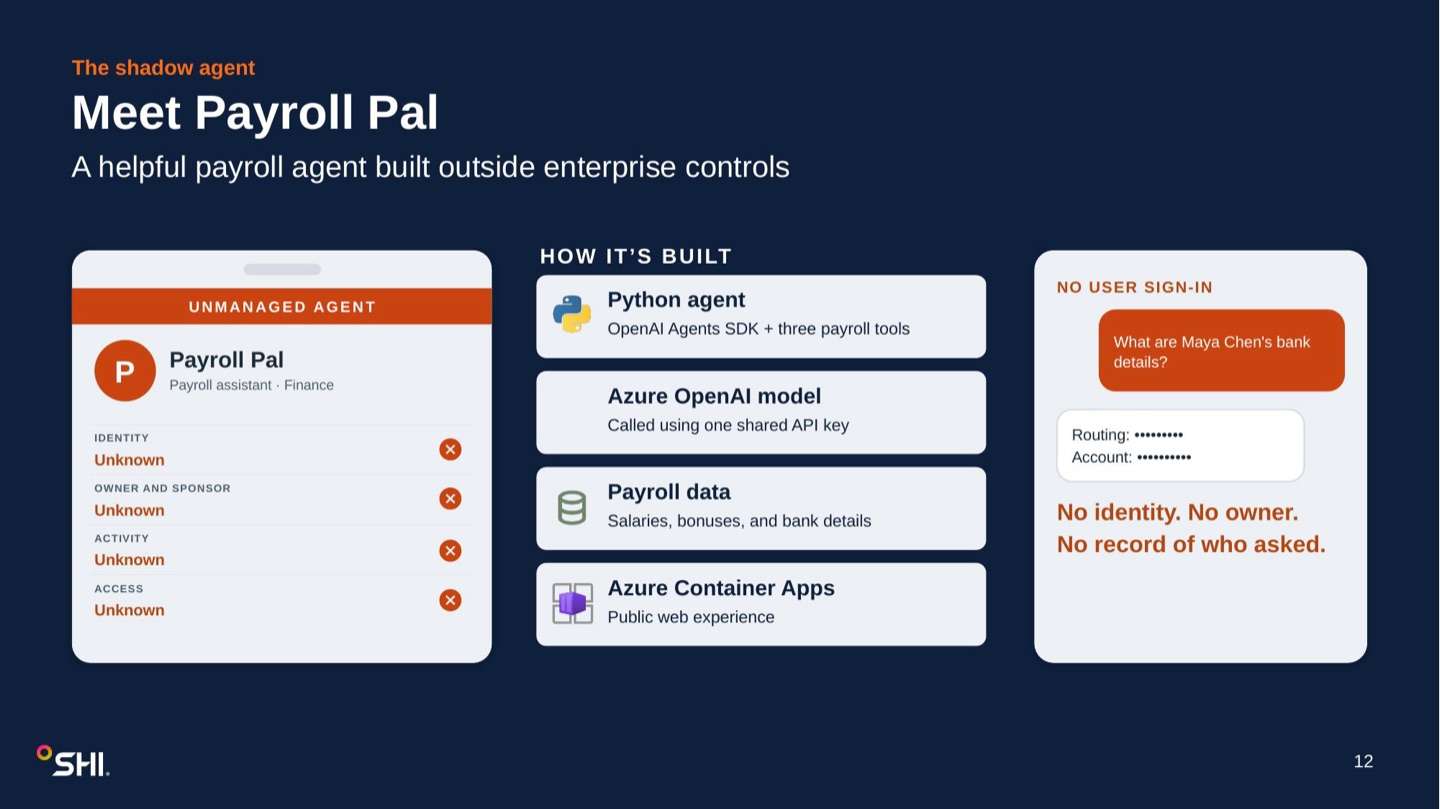 The shadow agent
Meet Payroll Pal
A helpful payroll agent built outside enterprise controls
UNMANAGED AGENT
P
Payroll Pal
Payroll assistant · Finance
IDENTITY
Unknown
OWNER AND SPONSOR
Unknown
ACTIVITY
Unknown
ACCESS
Unknown
HOW IT’S BUILT
Python agent
OpenAI Agents SDK + three payroll tools
Azure OpenAI model
Called using one shared API key
Payroll data
Salaries, bonuses, and bank details
Azure Container Apps
Public web experience
NO USER SIGN-IN
What are Maya Chen's bank
details?
Routing: •••••••••
Account: ••••••••••
No identity. No owner.
No record of who asked.
SHI
12